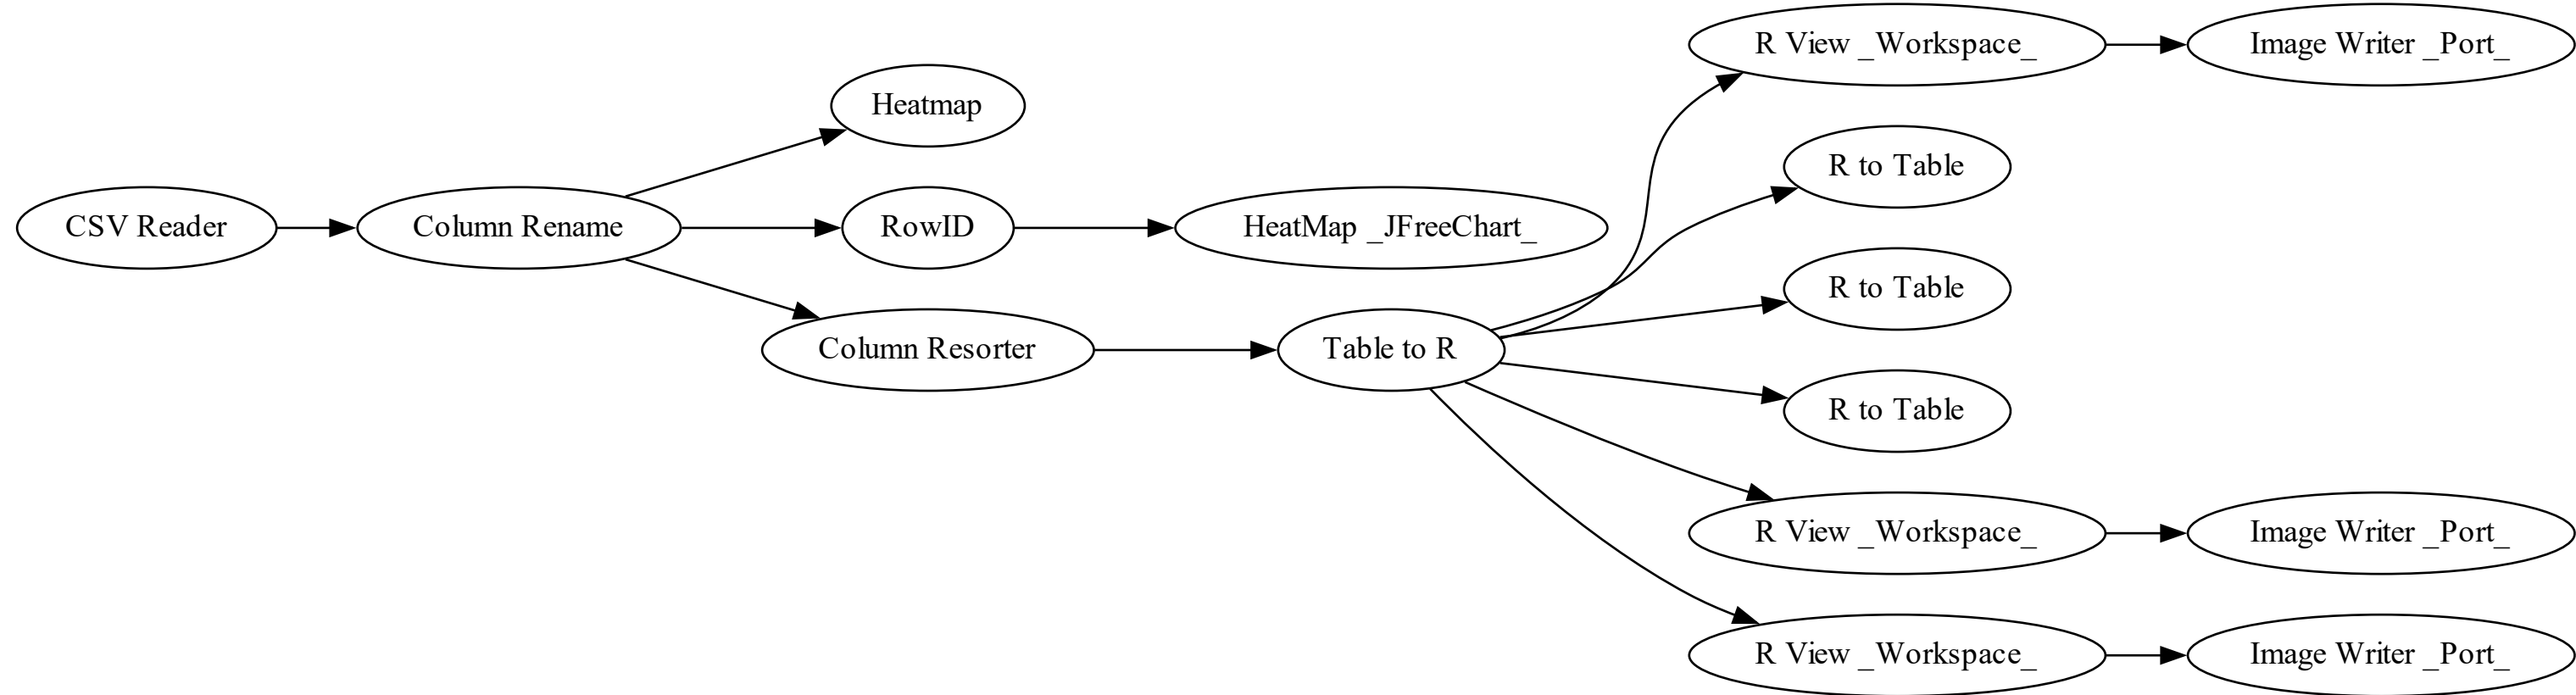 R View _Workspace_
Image Writer _Port_
Heatmap
R to Table
CSV Reader
Column Rename
RowID
HeatMap _JFreeChart_
R to Table
Column Resorter
Table to R
R to Table
R View _Workspace_
Image Writer _Port_
R View _Workspace_
Image Writer _Port_